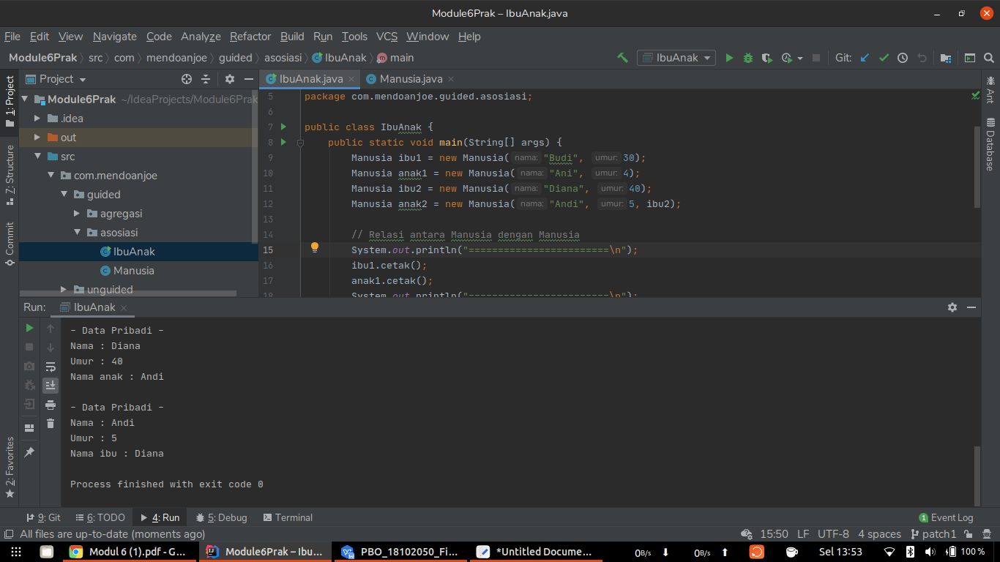 Module6Prak – IbuAnak.java
File Edit View Navigate Code Analyze Refactor Build Run Tools VCS Window Help
Module6Prak src com mendoanjoe guided asosiasi IbuAnak main
IbuAnak
Git:
1: Project
Z: Structure
Commit
2: Favorites
Project
Module6Prak ~/IdeaProjects/Module6Prak
.idea
out
src
com.mendoanjoe
guided
agregasi
asosiasi
IbuAnak
Manusia
unguided
IbuAnak.java
Manusia.java
5 package com.mendoanjoe.guided.asosiasi;
6
7 public class IbuAnak {
8 public static void main(String[] args) {
9 Manusia ibu1 = new Manusia( nama: "Budi", umur: 30);
10 Manusia anak1 = new Manusia( nama: "Ani", umur: 4);
11 Manusia ibu2 = new Manusia( nama: "Diana", umur: 40);
12 Manusia anak2 = new Manusia( nama: "Andi", umur: 5, ibu2);
13
14 // Relasi antara Manusia dengan Manusia
15 System.out.println("========================\n");
16 ibu1.cetak();
17 anak1.cetak();
18 System.out.println("========================\n");
Ant
Database
Run: IbuAnak
- Data Pribadi -
Nama : Diana
Umur : 40
Nama anak : Andi
- Data Pribadi -
Nama : Andi
Umur : 5
Nama ibu : Diana
Process finished with exit code 0
9: Git 6: TODO 4: Run 5: Debug Terminal 1 Event Log
All files are up-to-date (moments ago) 15:50 LF UTF-8 4 spaces patch1
Modul 6 (1).pdf - G... Module6Prak – Ibu... PBO_18102050_Fi... *Untitled Docume... 0B/s 0B/s Sel 13:53 100 %